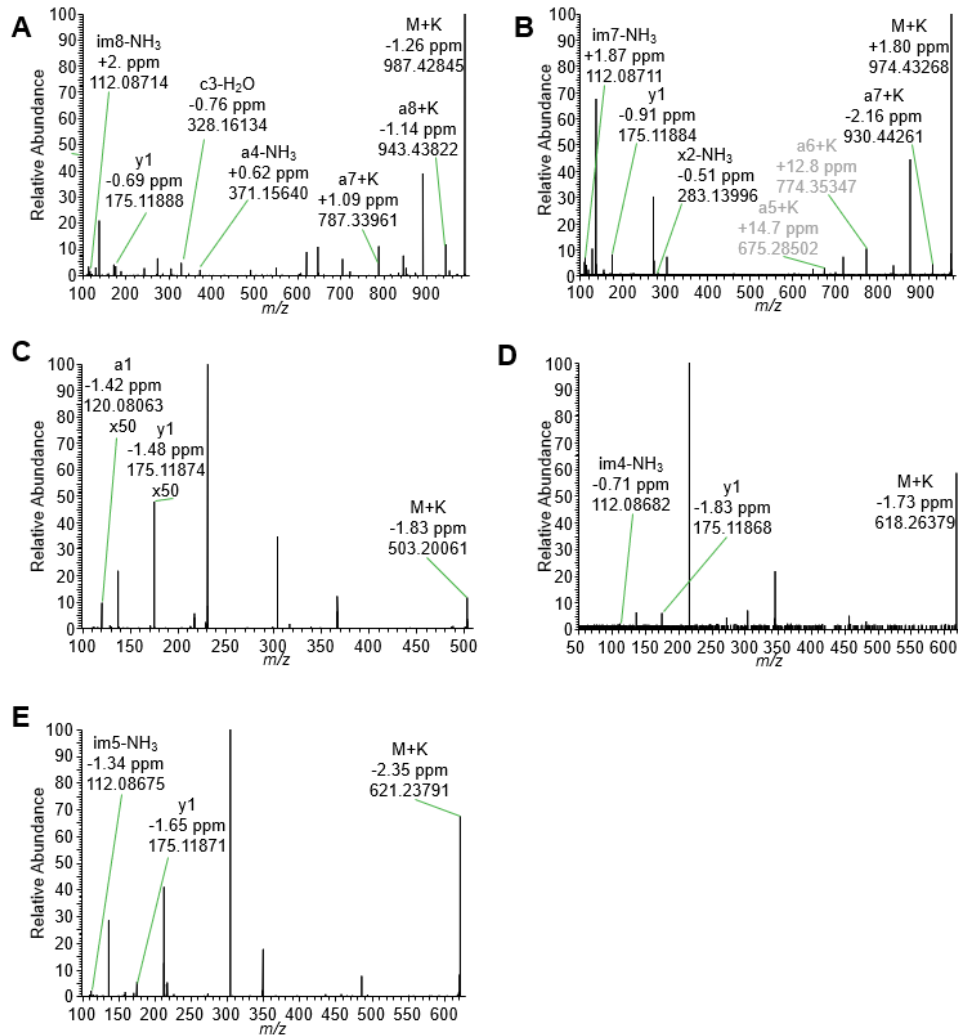 A
100
90
80
70
60
50
40
30
20
10
0
Relative Abundance
im8-NH₃
+2. ppm
112.08714
y1
-0.69 ppm
175.11888
c3-H₂O
-0.76 ppm
328.16134
a4-NH₃
+0.62 ppm
371.15640
a7+K
+1.09 ppm
787.33961
a8+K
-1.14 ppm
943.43822
M+K
-1.26 ppm
987.42845
100 200 300 400 500 600 700 800 900
m/z
B
100
90
80
70
60
50
40
30
20
10
0
Relative Abundance
im7-NH₃
+1.87 ppm
112.08711
y1
-0.91 ppm
175.11884
x2-NH₃
-0.51 ppm
283.13996
a5+K
+14.7 ppm
675.28502
a6+K
+12.8 ppm
774.35347
a7+K
-2.16 ppm
930.44261
M+K
+1.80 ppm
974.43268
100 200 300 400 500 600 700 800 900
m/z
C
100
90
80
70
60
50
40
30
20
10
0
Relative Abundance
a1
-1.42 ppm
120.08063
x50
y1
-1.48 ppm
175.11874
x50
M+K
-1.83 ppm
503.20061
100 150 200 250 300 350 400 450 500
m/z
D
100
90
80
70
60
50
40
30
20
10
0
Relative Abundance
im4-NH₃
-0.71 ppm
112.08682
y1
-1.83 ppm
175.11868
M+K
-1.73 ppm
618.26379
50 100 150 200 250 300 350 400 450 500 550 600
m/z
E
100
90
80
70
60
50
40
30
20
10
0
Relative Abundance
im5-NH₃
-1.34 ppm
112.08675
y1
-1.65 ppm
175.11871
M+K
-2.35 ppm
621.23791
100 150 200 250 300 350 400 450 500 550 600
m/z